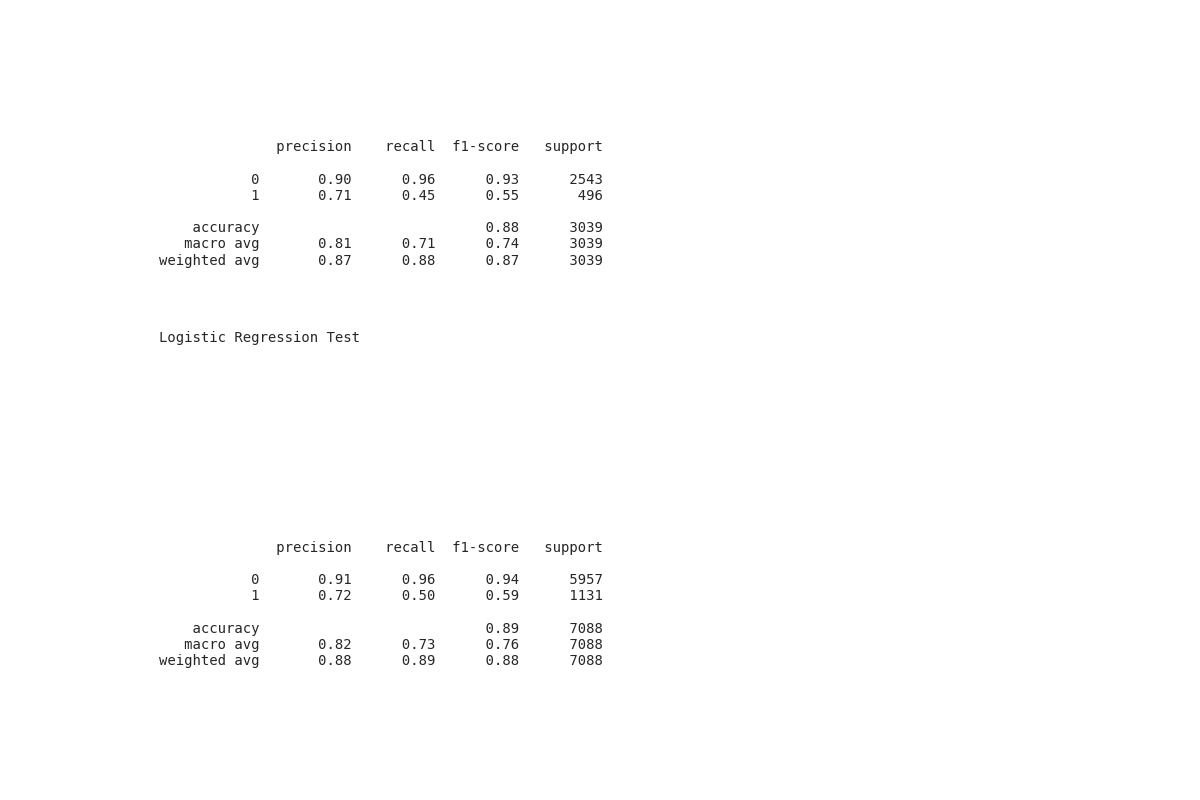 precision    recall  f1-score   support

           0       0.90      0.96      0.93      2543
           1       0.71      0.45      0.55       496

    accuracy                           0.88      3039
   macro avg       0.81      0.71      0.74      3039
weighted avg       0.87      0.88      0.87      3039

Logistic Regression Test

              precision    recall  f1-score   support

           0       0.91      0.96      0.94      5957
           1       0.72      0.50      0.59      1131

    accuracy                           0.89      7088
   macro avg       0.82      0.73      0.76      7088
weighted avg       0.88      0.89      0.88      7088